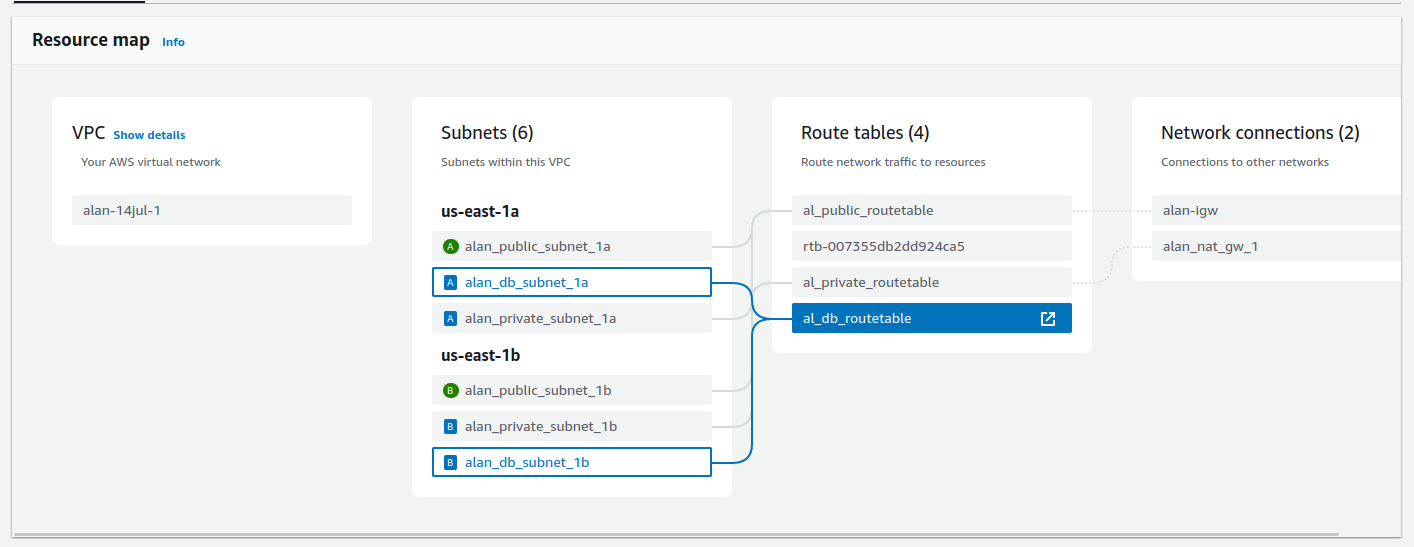 Resource map Info
VPC Show details
Your AWS virtual network
alan-14jul-1
Subnets (6)
Subnets within this VPC
us-east-1a
A alan_public_subnet_1a
A alan_db_subnet_1a
A alan_private_subnet_1a
us-east-1b
B alan_public_subnet_1b
B alan_private_subnet_1b
B alan_db_subnet_1b
Route tables (4)
Route network traffic to resources
al_public_routetable
rtb-007355db2dd924ca5
al_private_routetable
al_db_routetable
Network connections (2)
Connections to other networks
alan-igw
alan_nat_gw_1